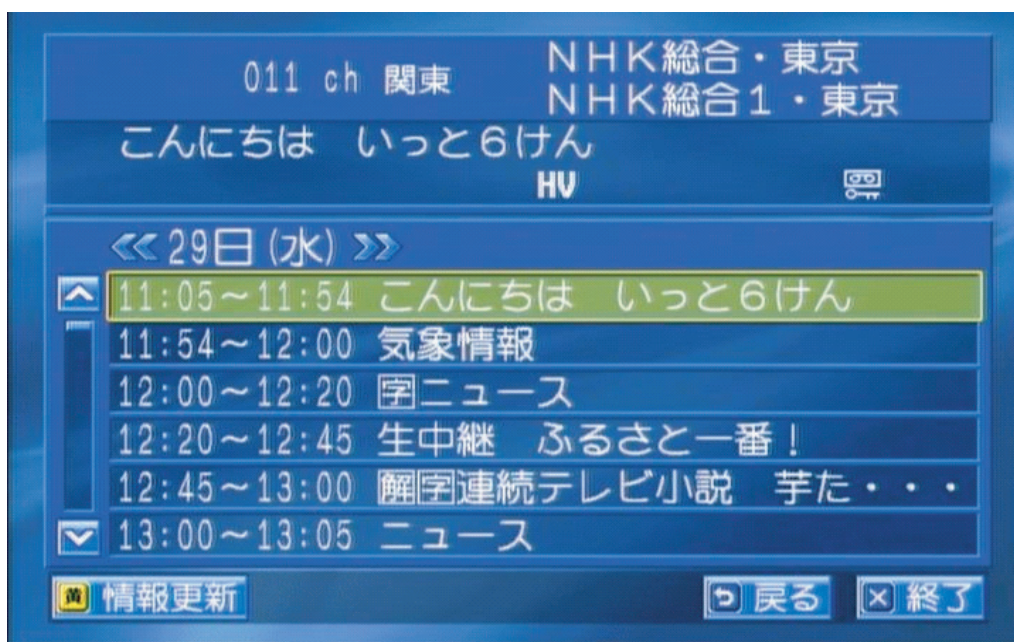 011 ch 関東
NHK総合・東京
NHK総合1・東京
こんにちは いっと6けん
HV
≪ 29日(水) ≫
11:05～11:54 こんにちは いっと6けん
11:54～12:00 気象情報
12:00～12:20 字ニュース
12:20～12:45 生中継 ふるさと一番!
12:45～13:00 解字連続テレビ小説 芋た・・・
13:00～13:05 ニュース
黄 情報更新
戻る
終了